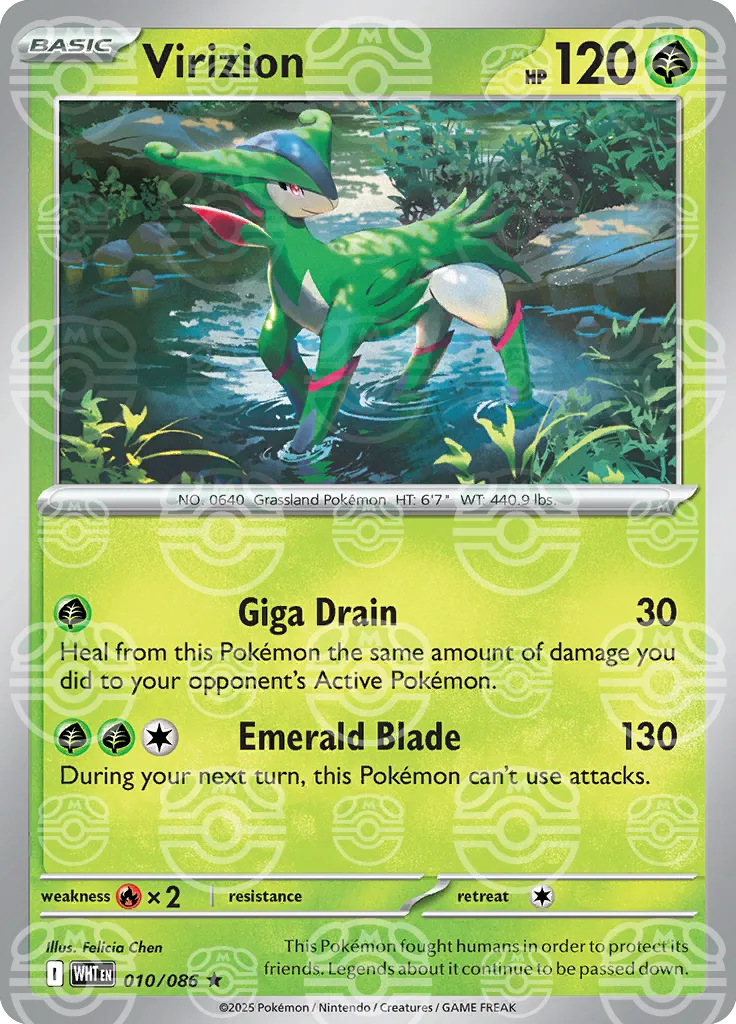 BASIC
Virizion
HP 120
NO. 0640 Grassland Pokémon HT: 6'7" WT: 440.9 lbs.
Giga Drain 30
Heal from this Pokémon the same amount of damage you
did to your opponent's Active Pokémon.
Emerald Blade 130
During your next turn, this Pokémon can't use attacks.
weakness ×2 resistance retreat
Illus. Felicia Chen
This Pokémon fought humans in order to protect its
friends. Legends about it continue to be passed down.
I WHT EN 010/086 ★
©2025 Pokémon / Nintendo / Creatures / GAME FREAK